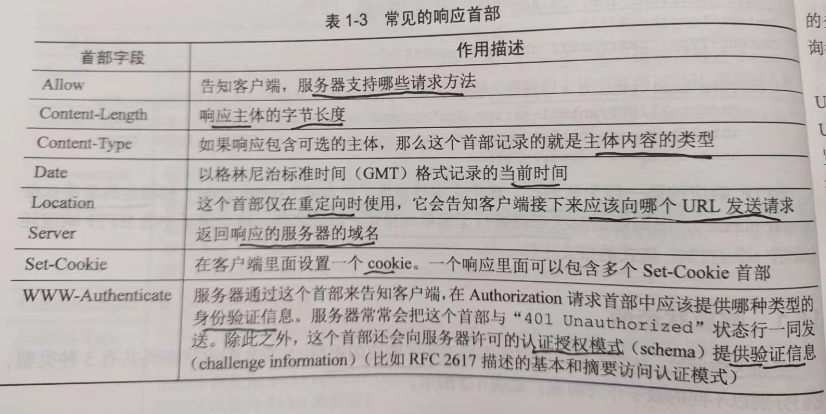 表 1-3 常见的响应首部
首部字段 作用描述
Allow 告知客户端，服务器支持哪些请求方法
Content-Length 响应主体的字节长度
Content-Type 如果响应包含可选的主体，那么这个首部记录的就是主体内容的类型
Date 以格林尼治标准时间（GMT）格式记录的当前时间
Location 这个首部仅在重定向时使用，它会告知客户端接下来应该向哪个 URL 发送请求
Server 返回响应的服务器的域名
Set-Cookie 在客户端里面设置一个 cookie。一个响应里面可以包含多个 Set-Cookie 首部
WWW-Authenticate 服务器通过这个首部来告知客户端，在 Authorization 请求首部中应该提供哪种类型的
身份验证信息。服务器常常会把这个首部与“401 Unauthorized”状态行一同发
送。除此之外，这个首部还会向服务器许可的认证授权模式（schema）提供验证信息
（challenge information）（比如 RFC 2617 描述的基本和摘要访问认证模式）
的
询
U